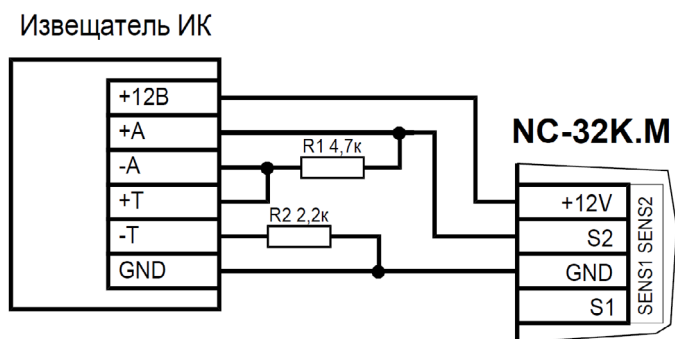 Извещатель ИК
+12В
+А
-А
+Т
-Т
GND
R1 4,7к
R2 2,2к
NC-32K.M
+12V
S2
GND
S1
SENS1 SENS2